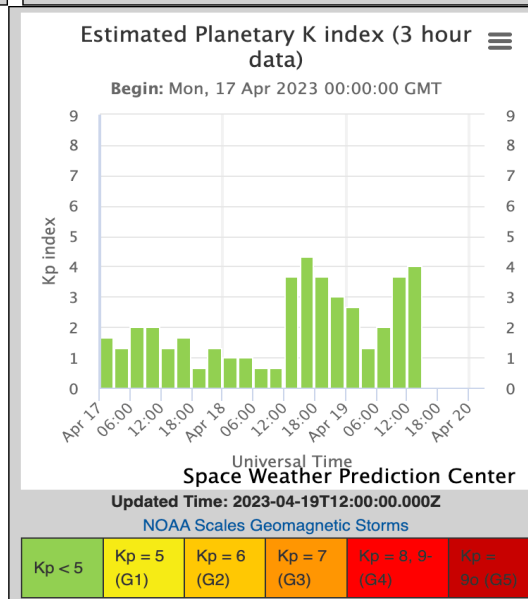 Estimated Planetary K index (3 hour
data)
Begin: Mon, 17 Apr 2023 00:00:00 GMT
9 9
8 8
7 7
6 6
5 5
4 4
3 3
2 2
1 1
0 0
Kp index
Apr 17 06:00 12:00 18:00 Apr 18 06:00 12:00 18:00 Apr 19 06:00 12:00 18:00 Apr 20
Universal Time
Space Weather Prediction Center
Updated Time: 2023-04-19T12:00:00.000Z
NOAA Scales Geomagnetic Storms
Kp < 5 Kp = 5 Kp = 6 Kp = 7 Kp = 8, 9- Kp =
(G1) (G2) (G3) (G4) 9o (G5)